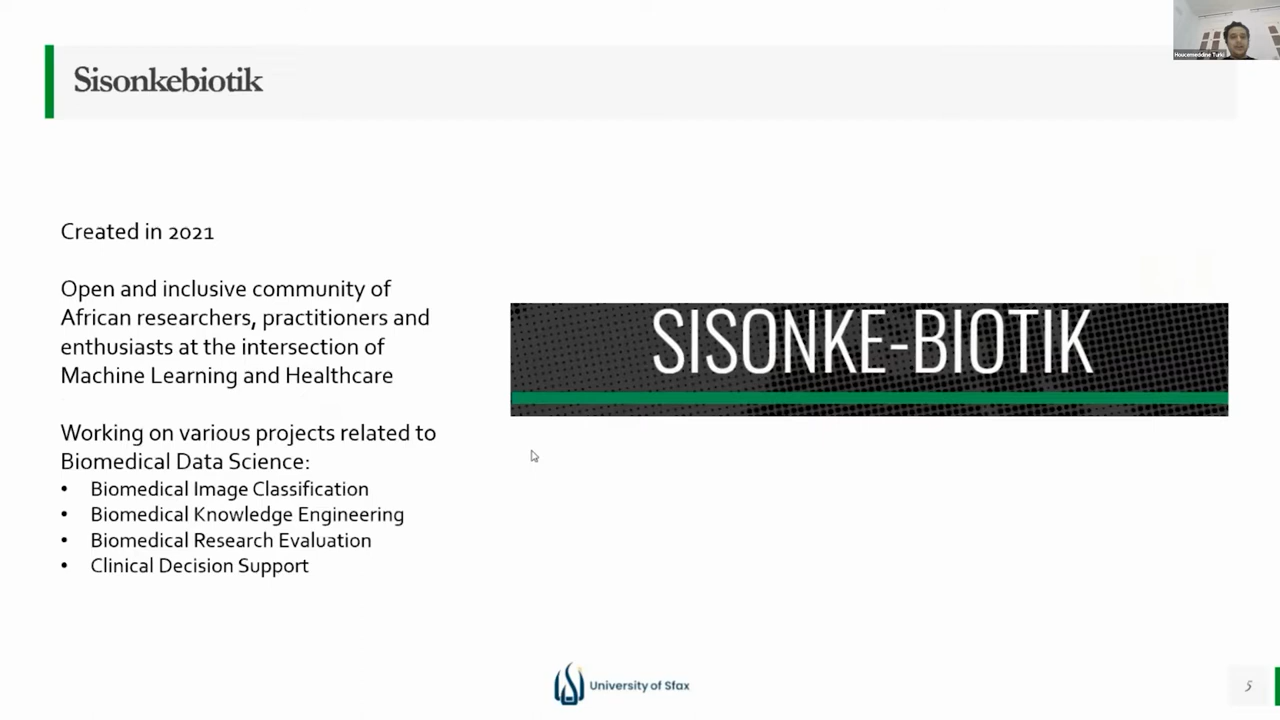 Houcemeddine Turki
Sisonkebiotik
Created in 2021
Open and inclusive community of
African researchers, practitioners and
enthusiasts at the intersection of
Machine Learning and Healthcare
SISONKE-BIOTIK
Working on various projects related to
Biomedical Data Science:
• Biomedical Image Classification
• Biomedical Knowledge Engineering
• Biomedical Research Evaluation
• Clinical Decision Support
University of Sfax
5